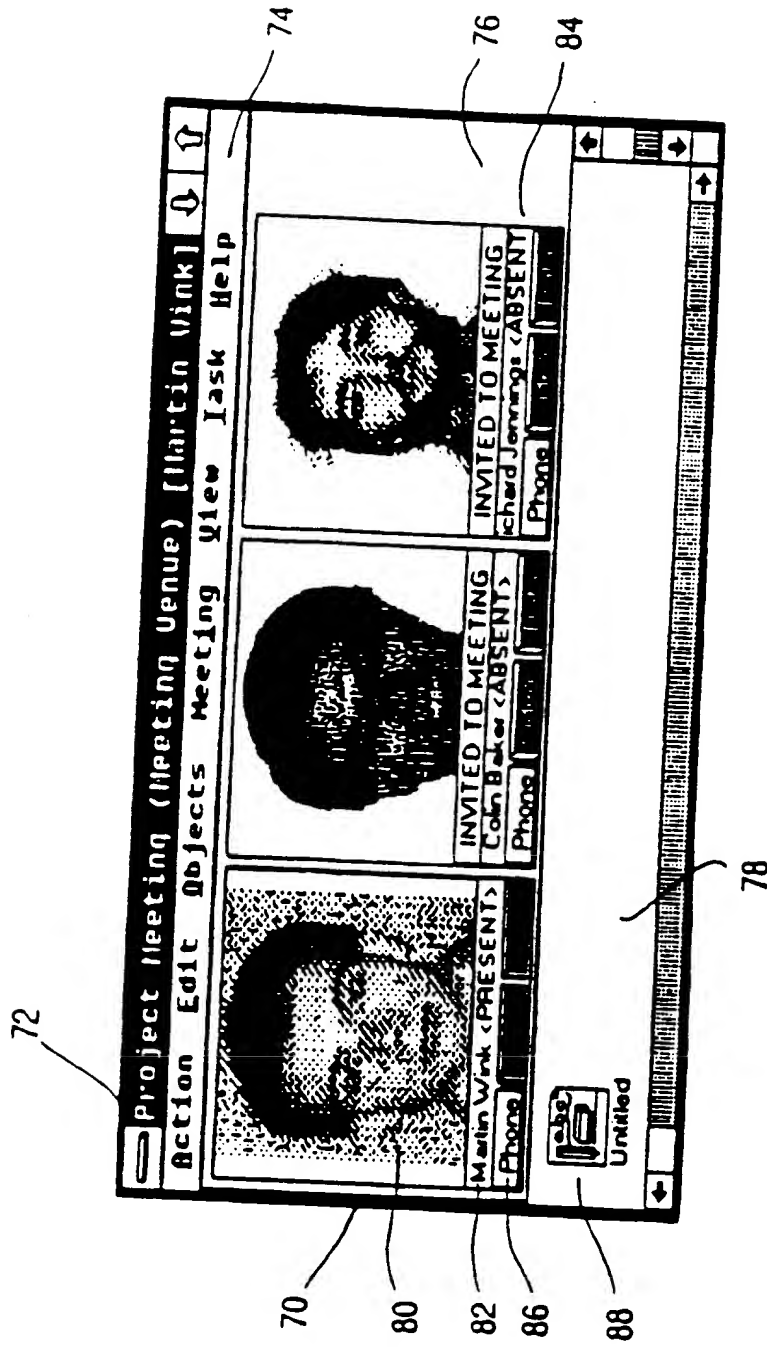 72
Project Meeting (Meeting Venue) [Martin Wink]
Action Edit Objects Meeting View Task Help
74
76
70
80
INVITED TO MEETING
INVITED TO MEETING
82
Martin Wink <PRESENT>
Colin Baker <ABSENT>
ichard Jennings <ABSENT
84
86
Phone
Phone
Phone
88
Untitled
78